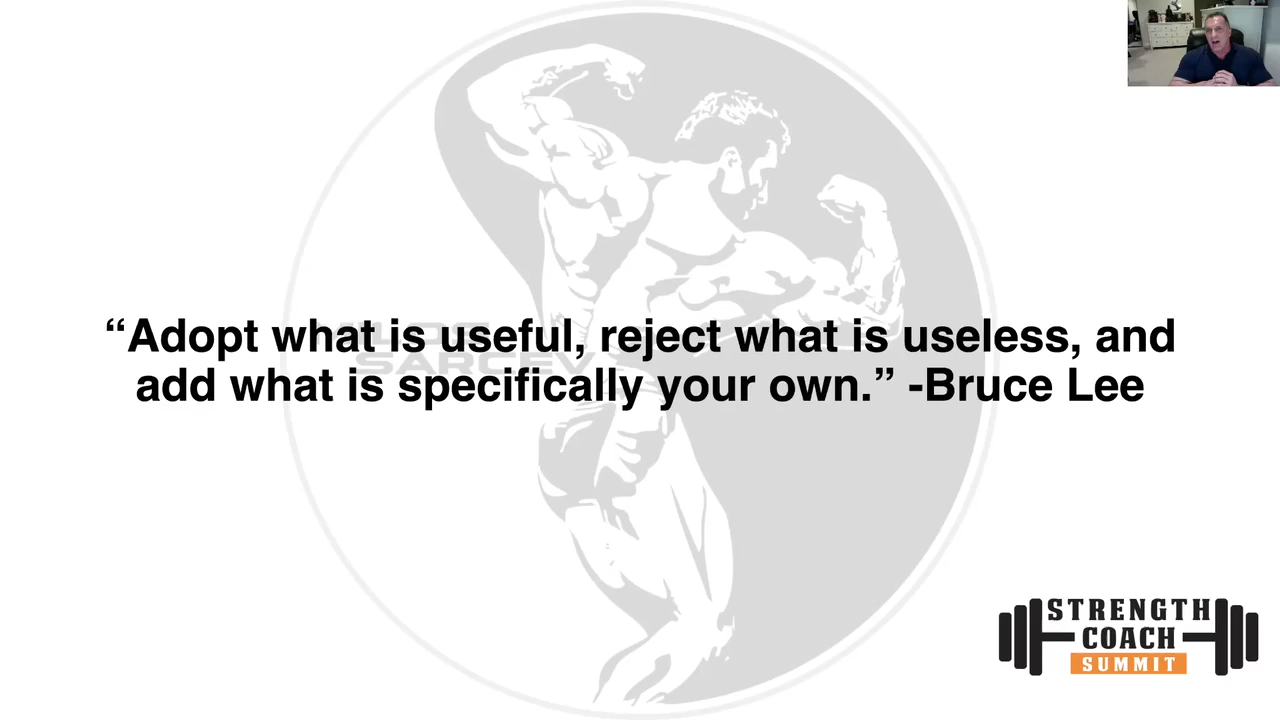 “Adopt what is useful, reject what is useless, and
SARCEV
add what is specifically your own.” -Bruce Lee
STRENGTH
COACH
SUMMIT